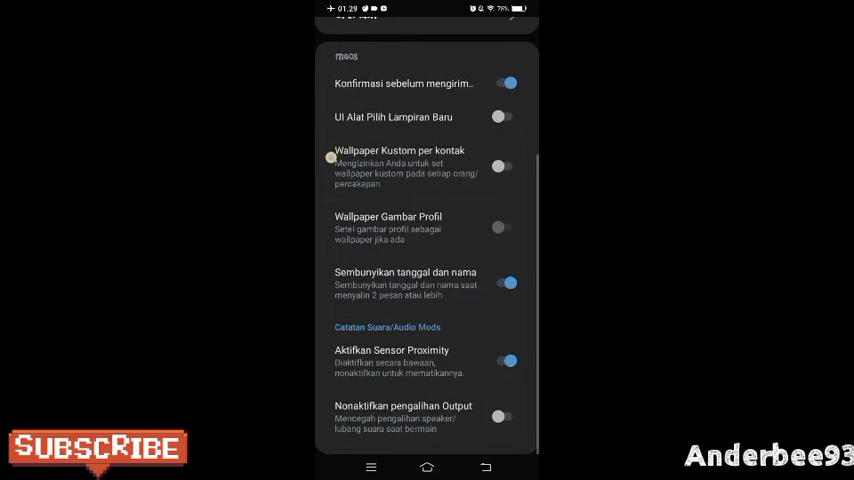 01.29
78%
mods
Konfirmasi sebelum mengirim..
UI Alat Pilih Lampiran Baru
Wallpaper Kustom per kontak
Mengizinkan Anda untuk set
wallpaper kustom pada setiap orang/
percakapan
Wallpaper Gambar Profil
Setel gambar profil sebagai
wallpaper jika ada
Sembunyikan tanggal dan nama
Sembunyikan tanggal dan nama saat
menyalin 2 pesan atau lebih
Catatan Suara/Audio Mods
Aktifkan Sensor Proximity
Diaktifkan secara bawaan,
nonaktifkan untuk mematikannya.
Nonaktifkan pengalihan Output
Mencegah pengalihan speaker/
lubang suara saat bermain
SUBSCRIBE
Anderbee93